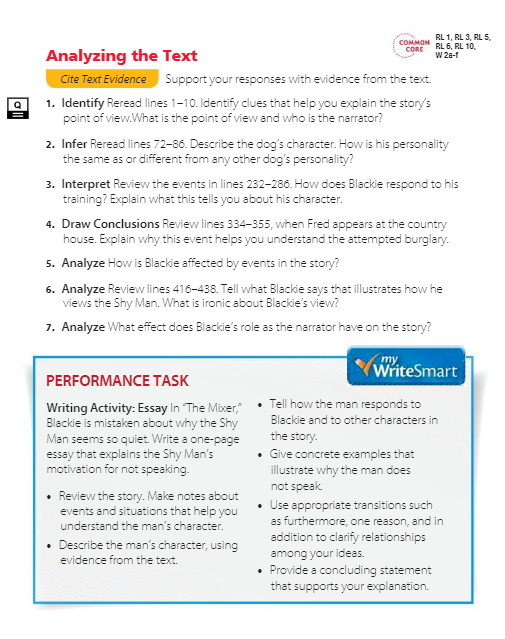 COMMON
CORE
RL 1, RL 3, RL 5,
RL 6, RL 10,
W 2a-f
Analyzing the Text
Cite Text Evidence Support your responses with evidence from the text.
Q
1. Identify Reread lines 1–10. Identify clues that help you explain the story's
point of view.What is the point of view and who is the narrator?
2. Infer Reread lines 72–86. Describe the dog's character. How is his personality
the same as or different from any other dog's personality?
3. Interpret Review the events in lines 232–286. How does Blackie respond to his
training? Explain what this tells you about his character.
4. Draw Conclusions Review lines 334–355, when Fred appears at the country
house. Explain why this event helps you understand the attempted burglary.
5. Analyze How is Blackie affected by events in the story?
6. Analyze Review lines 416–438. Tell what Blackie says that illustrates how he
views the Shy Man. What is ironic about Blackie's view?
7. Analyze What effect does Blackie's role as the narrator have on the story?
my
WriteSmart
PERFORMANCE TASK
Writing Activity: Essay In "The Mixer,"
Blackie is mistaken about why the Shy
Man seems so quiet. Write a one-page
essay that explains the Shy Man's
motivation for not speaking.
• Review the story. Make notes about
events and situations that help you
understand the man's character.
• Describe the man's character, using
evidence from the text.
• Tell how the man responds to
Blackie and to other characters in
the story.
• Give concrete examples that
illustrate why the man does
not speak.
• Use appropriate transitions such
as furthermore, one reason, and in
addition to clarify relationships
among your ideas.
• Provide a concluding statement
that supports your explanation.